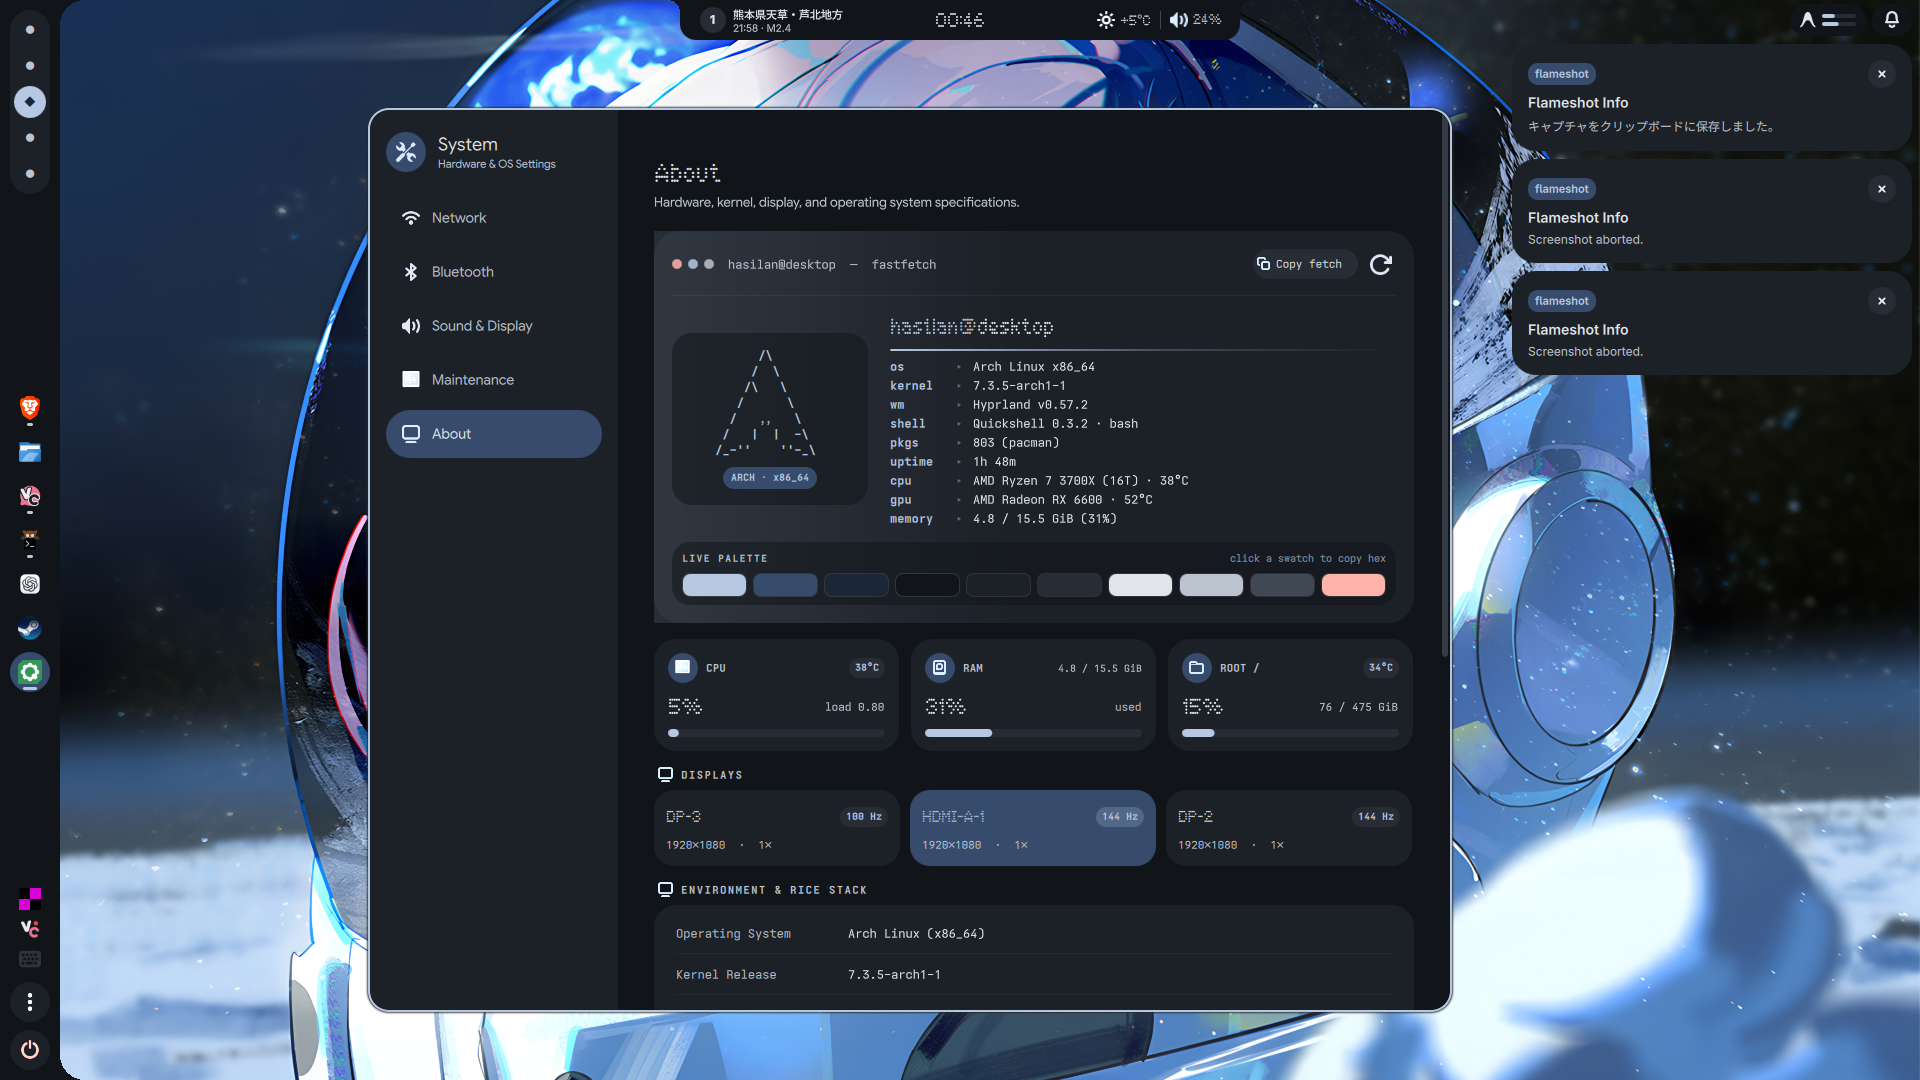 1
熊本県天草・芦北地方
21:58 · M2.4
00:46
+5°C
24%
flameshot
Flameshot Info
キャプチャをクリップボードに保存しました。
flameshot
Flameshot Info
Screenshot aborted.
flameshot
Flameshot Info
Screenshot aborted.
System
Hardware & OS Settings
Network
Bluetooth
Sound & Display
Maintenance
About
About
Hardware, kernel, display, and operating system specifications.
hasilan@desktop — fastfetch
Copy fetch
/\
/  \
/\   \
/      \
/   ,,   \
/   |  |  -\
/_-''    ''-_\
ARCH · x86_64
hasilan@desktop
os ‣ Arch Linux x86_64
kernel ‣ 7.3.5-arch1-1
wm ‣ Hyprland v0.57.2
shell ‣ Quickshell 0.3.2 · bash
pkgs ‣ 803 (pacman)
uptime ‣ 1h 48m
cpu ‣ AMD Ryzen 7 3700X (16T) · 38°C
gpu ‣ AMD Radeon RX 6600 · 52°C
memory ‣ 4.8 / 15.5 GiB (31%)
LIVE PALETTE
click a swatch to copy hex
CPU
38°C
5%
load 0.80
RAM
4.8 / 15.5 GiB
31%
used
ROOT /
34°C
15%
76 / 475 GiB
DISPLAYS
DP-3
100 Hz
1920×1080 · 1×
HDMI-A-1
144 Hz
1920×1080 · 1×
DP-2
144 Hz
1920×1080 · 1×
ENVIRONMENT & RICE STACK
Operating System
Arch Linux (x86_64)
Kernel Release
7.3.5-arch1-1